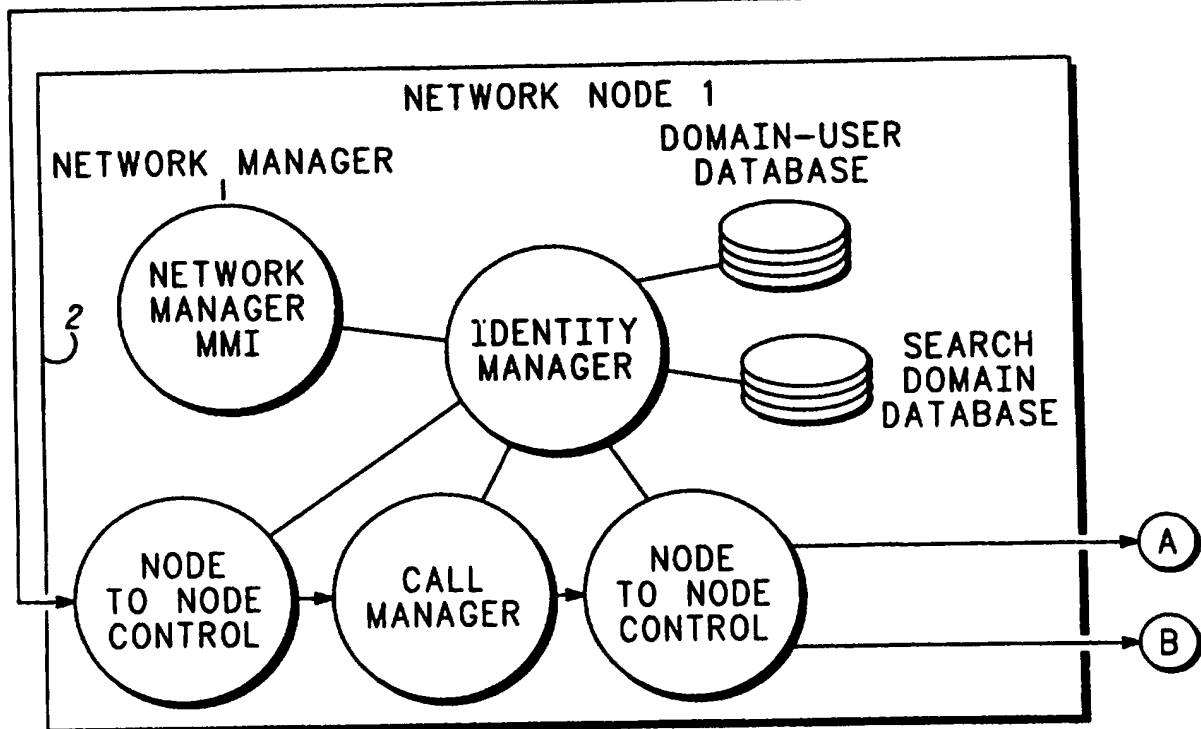 NETWORK NODE 1
DOMAIN-USER
DATABASE
NETWORK MANAGER
NETWORK
MANAGER
MMI
2
IDENTITY
MANAGER
SEARCH
DOMAIN
DATABASE
NODE
TO NODE
CONTROL
CALL
MANAGER
NODE
TO NODE
CONTROL
A
B